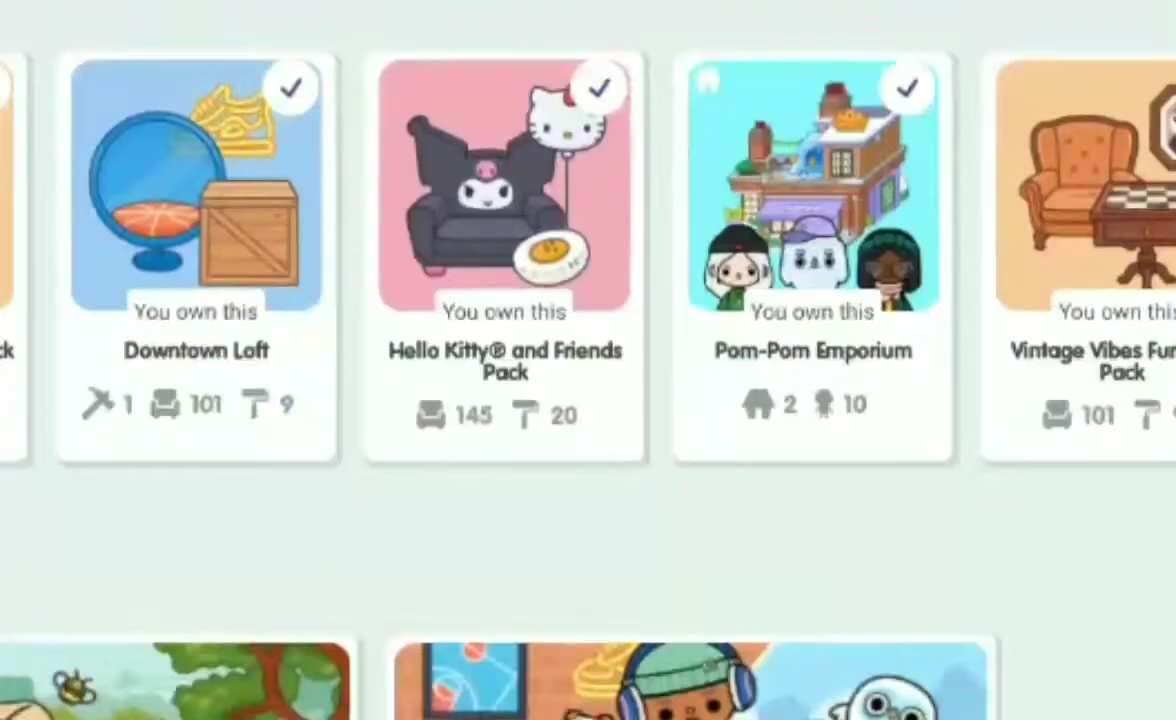 You own this
Downtown Loft
1 101 9
You own this
Hello Kitty® and Friends
Pack
145 20
You own this
Pom-Pom Emporium
2 10
You own this
Vintage Vibes Fur
Pack
101
ck